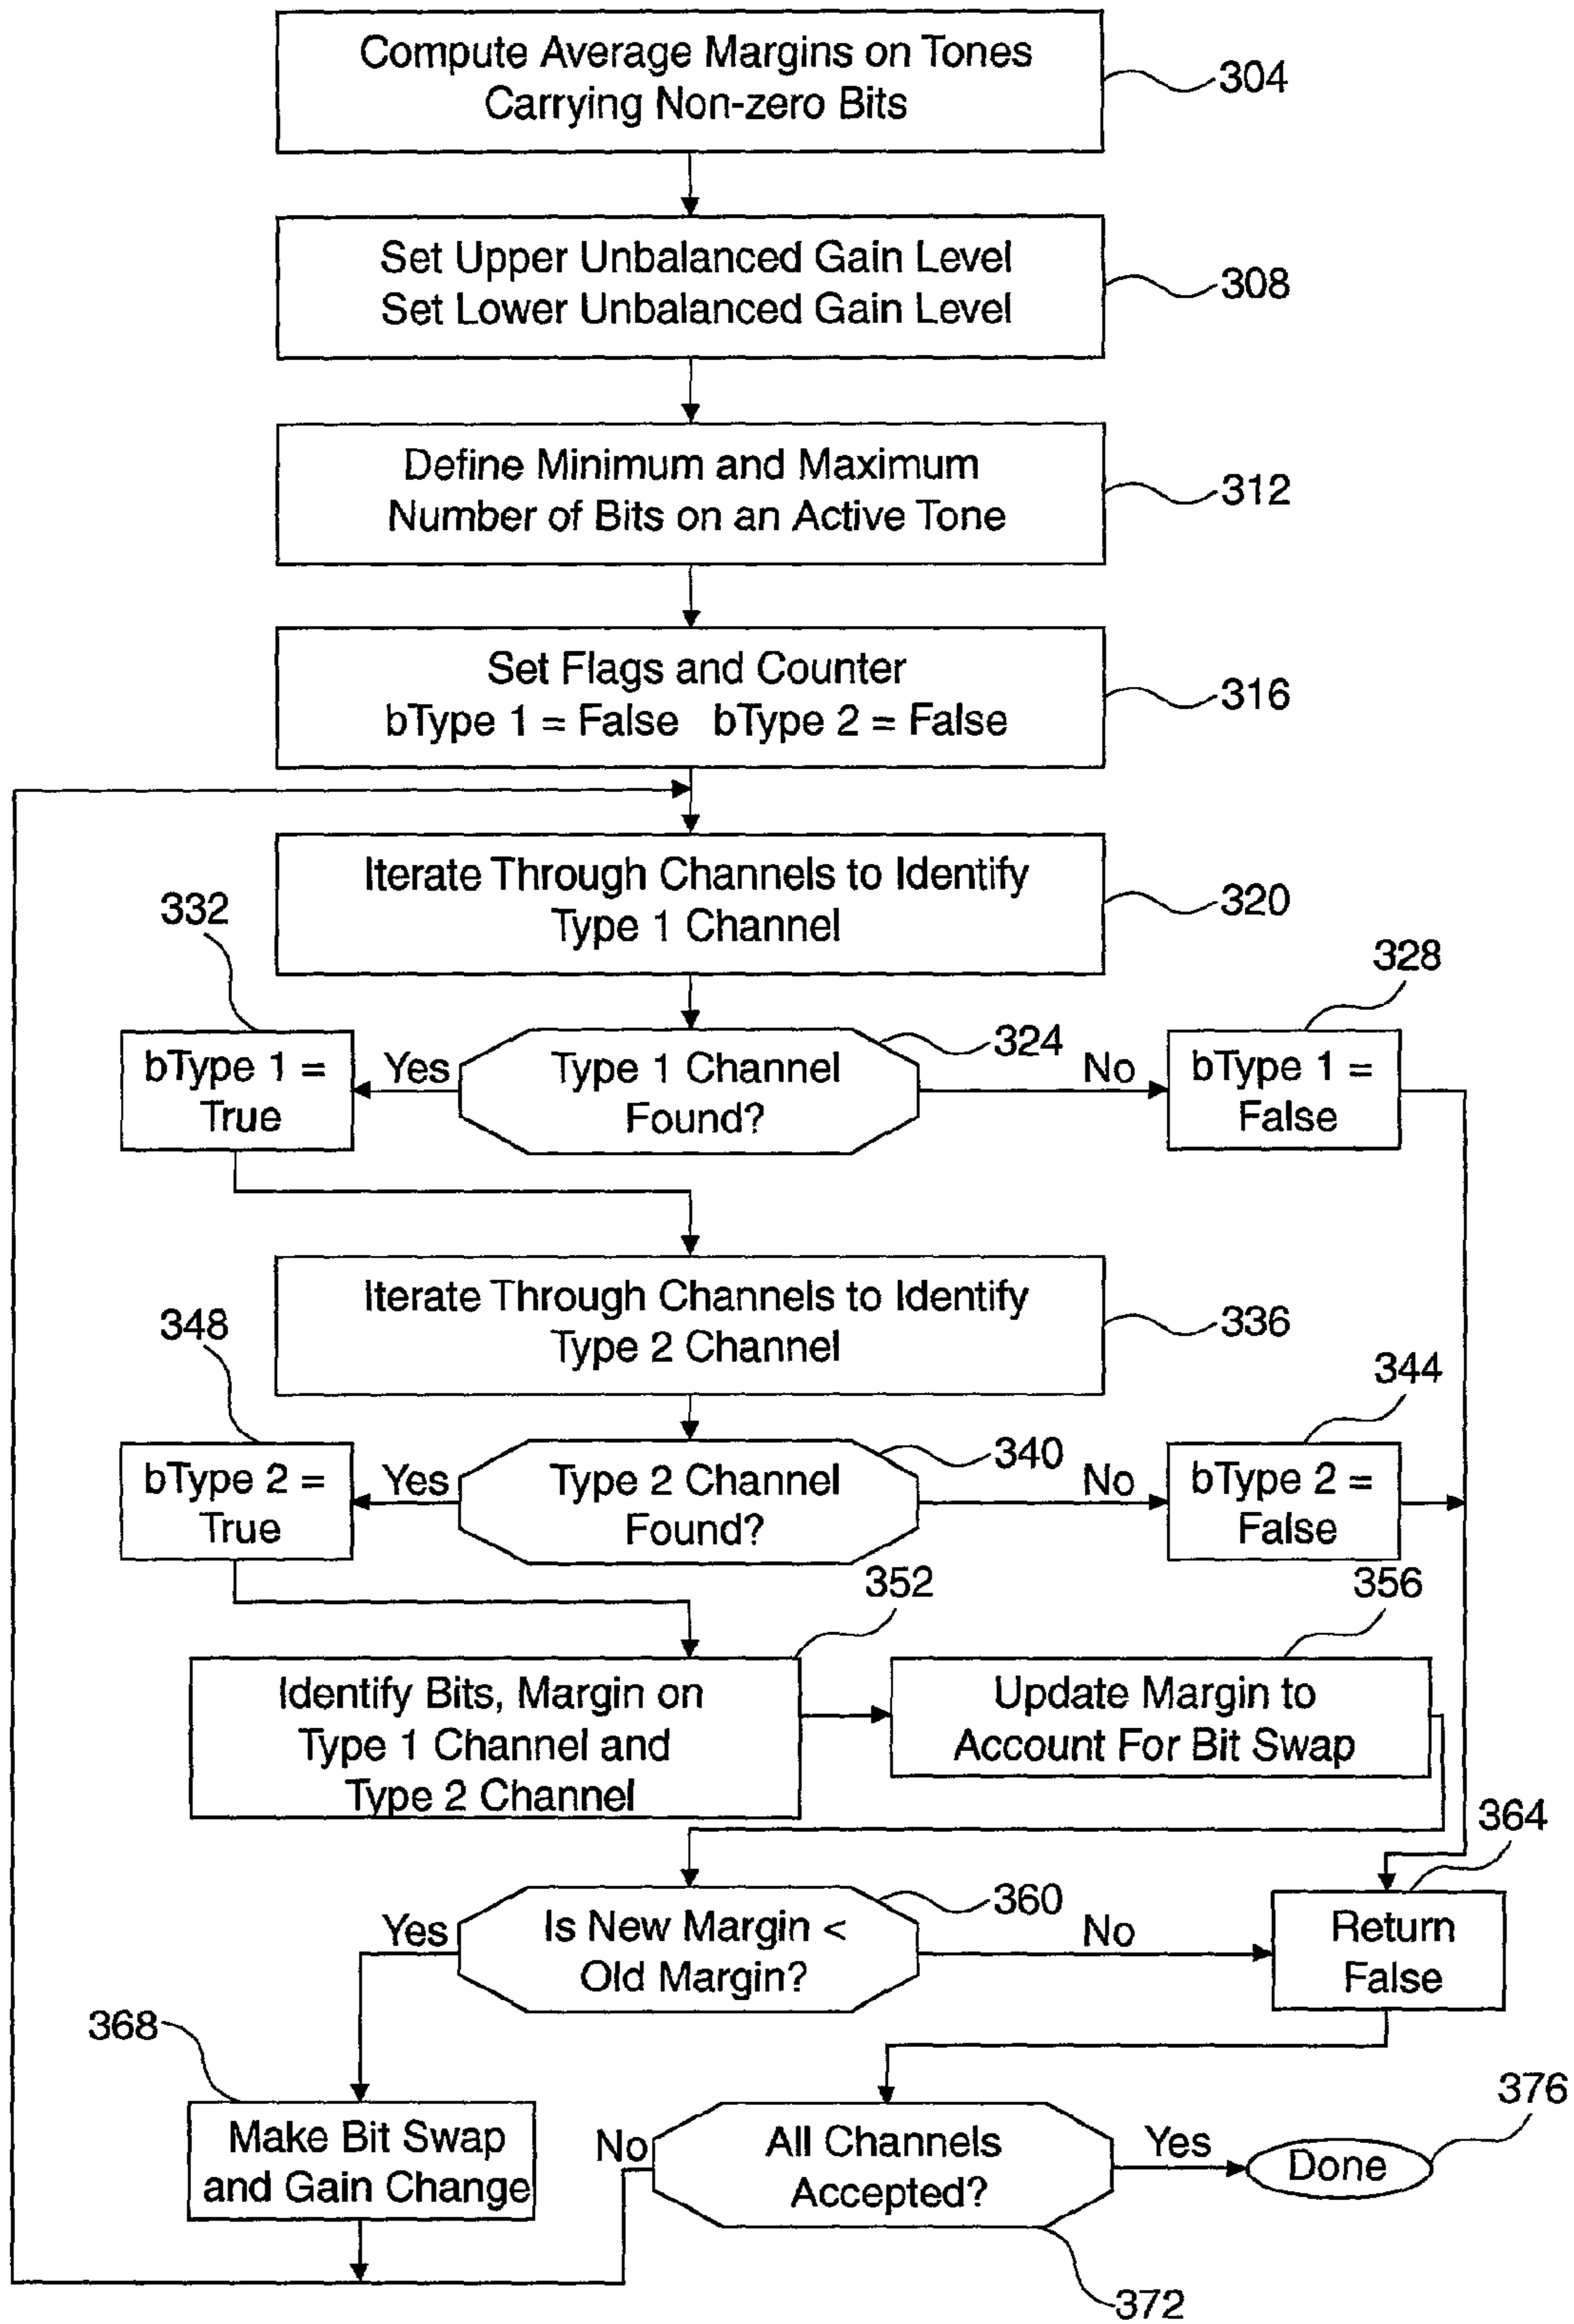 Compute Average Margins on Tones
Carrying Non-zero Bits
304
Set Upper Unbalanced Gain Level
Set Lower Unbalanced Gain Level
308
Define Minimum and Maximum
Number of Bits on an Active Tone
312
Set Flags and Counter
bType 1 = False bType 2 = False
316
Iterate Through Channels to Identify
Type 1 Channel
320
332
328
bType 1 =
True
Yes
Type 1 Channel
Found?
324
No
bType 1 =
False
Iterate Through Channels to Identify
Type 2 Channel
336
348
344
bType 2 =
True
Yes
Type 2 Channel
Found?
340
No
bType 2 =
False
352
356
Identify Bits, Margin on
Type 1 Channel and
Type 2 Channel
Update Margin to
Account For Bit Swap
364
Yes
Is New Margin <
Old Margin?
360
No
Return
False
368
376
Make Bit Swap
and Gain Change
No
All Channels
Accepted?
Yes
Done
372